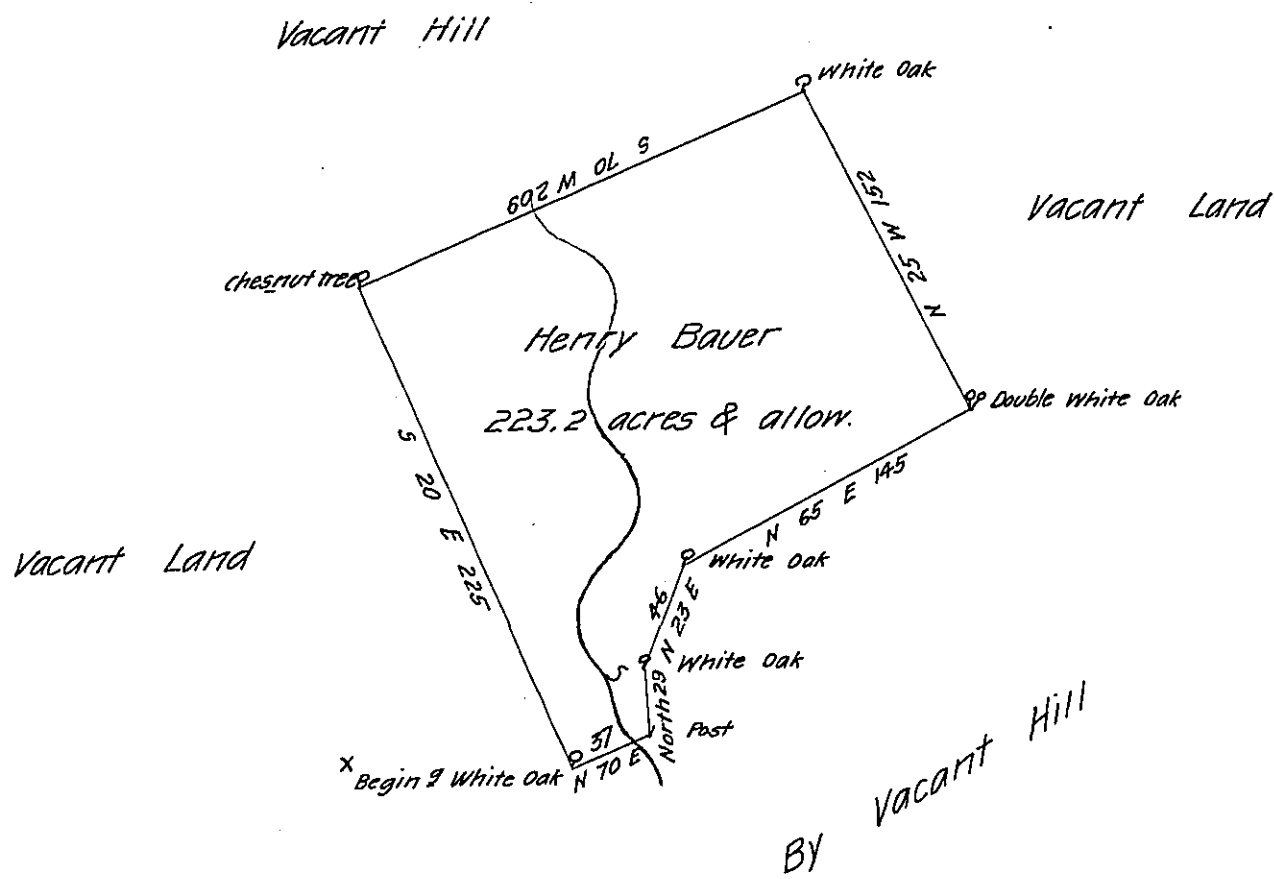 Vacant Hill
White Oak
S 70 W 209
N 25 W 152
Vacant Land
Chesnut tree
Henry Bauer
223.2 acres & allow.
Double White Oak
S 20 E 225
N 65 E 145
Vacant Land
White Oak
46
N 23 E
White Oak
S
North 29
Post
37
N 70 E
x Begin g White Oak
By Vacant Hill